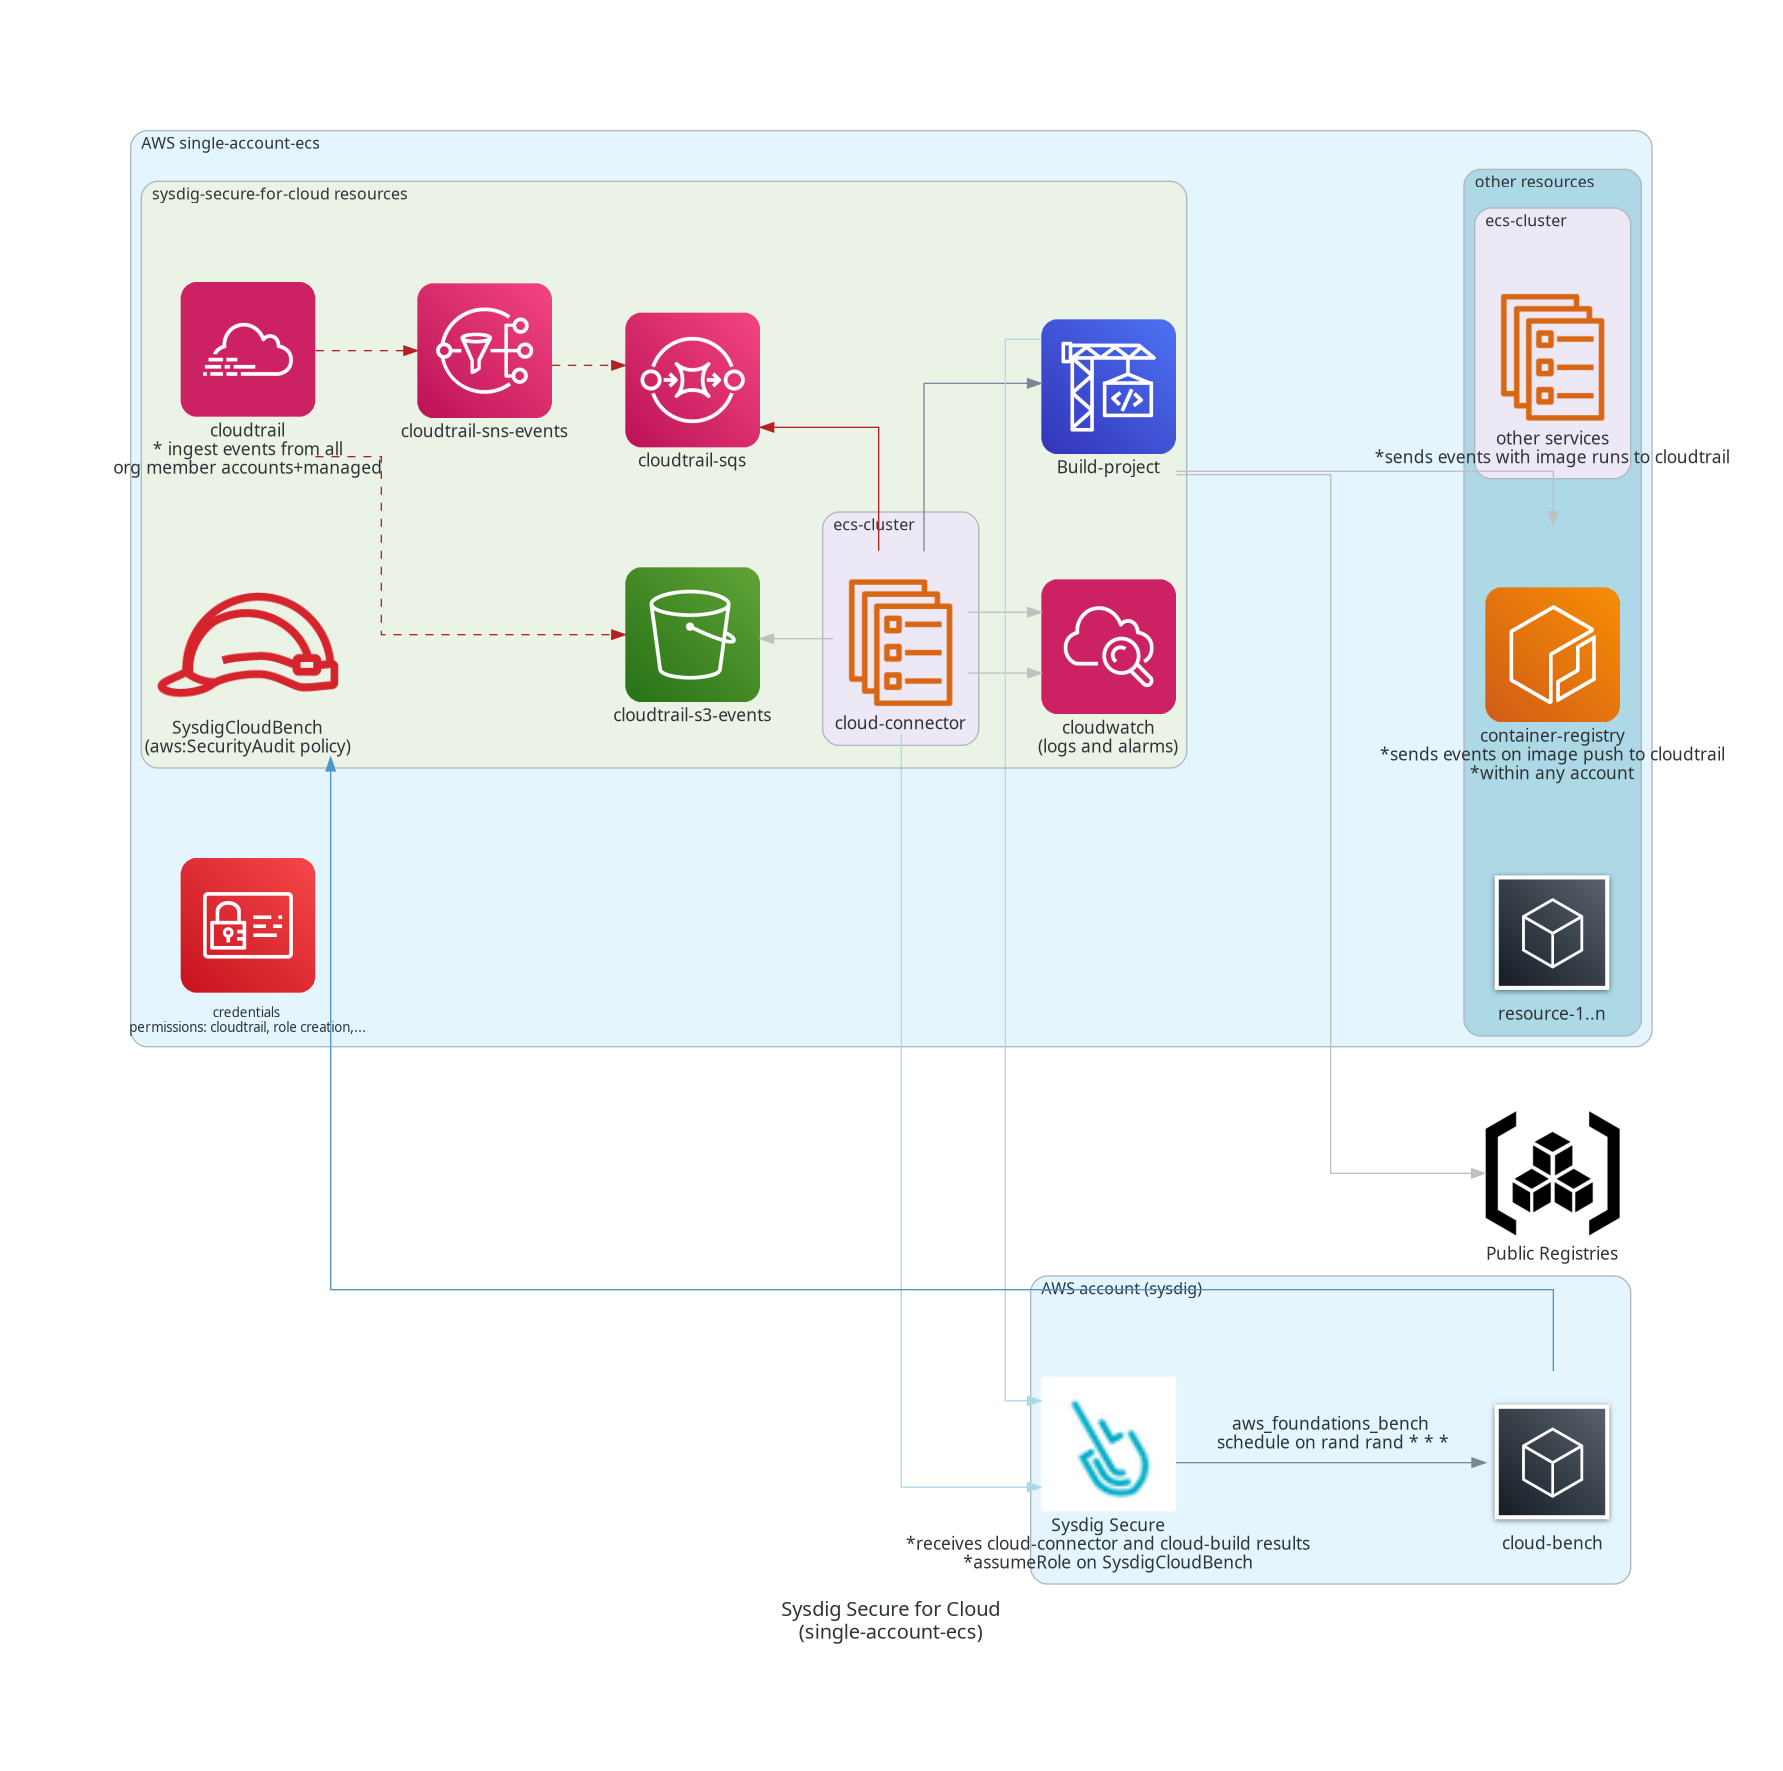 AWS single-account-ecs
sysdig-secure-for-cloud resources
other resources
ecs-cluster
cloudtrail
* ingest events from all
org member accounts+managed
cloudtrail-sns-events
cloudtrail-sqs
Build-project
other services
*sends events with image runs to cloudtrail
ecs-cluster
SysdigCloudBench
(aws:SecurityAudit policy)
cloudtrail-s3-events
cloud-connector
cloudwatch
(logs and alarms)
container-registry
*sends events on image push to cloudtrail
*within any account
credentials
permissions: cloudtrail, role creation,...
resource-1..n
Public Registries
AWS account (sysdig)
aws_foundations_bench
schedule on rand rand * * *
Sysdig Secure
*receives cloud-connector and cloud-build results
*assumeRole on SysdigCloudBench
cloud-bench
Sysdig Secure for Cloud
(single-account-ecs)